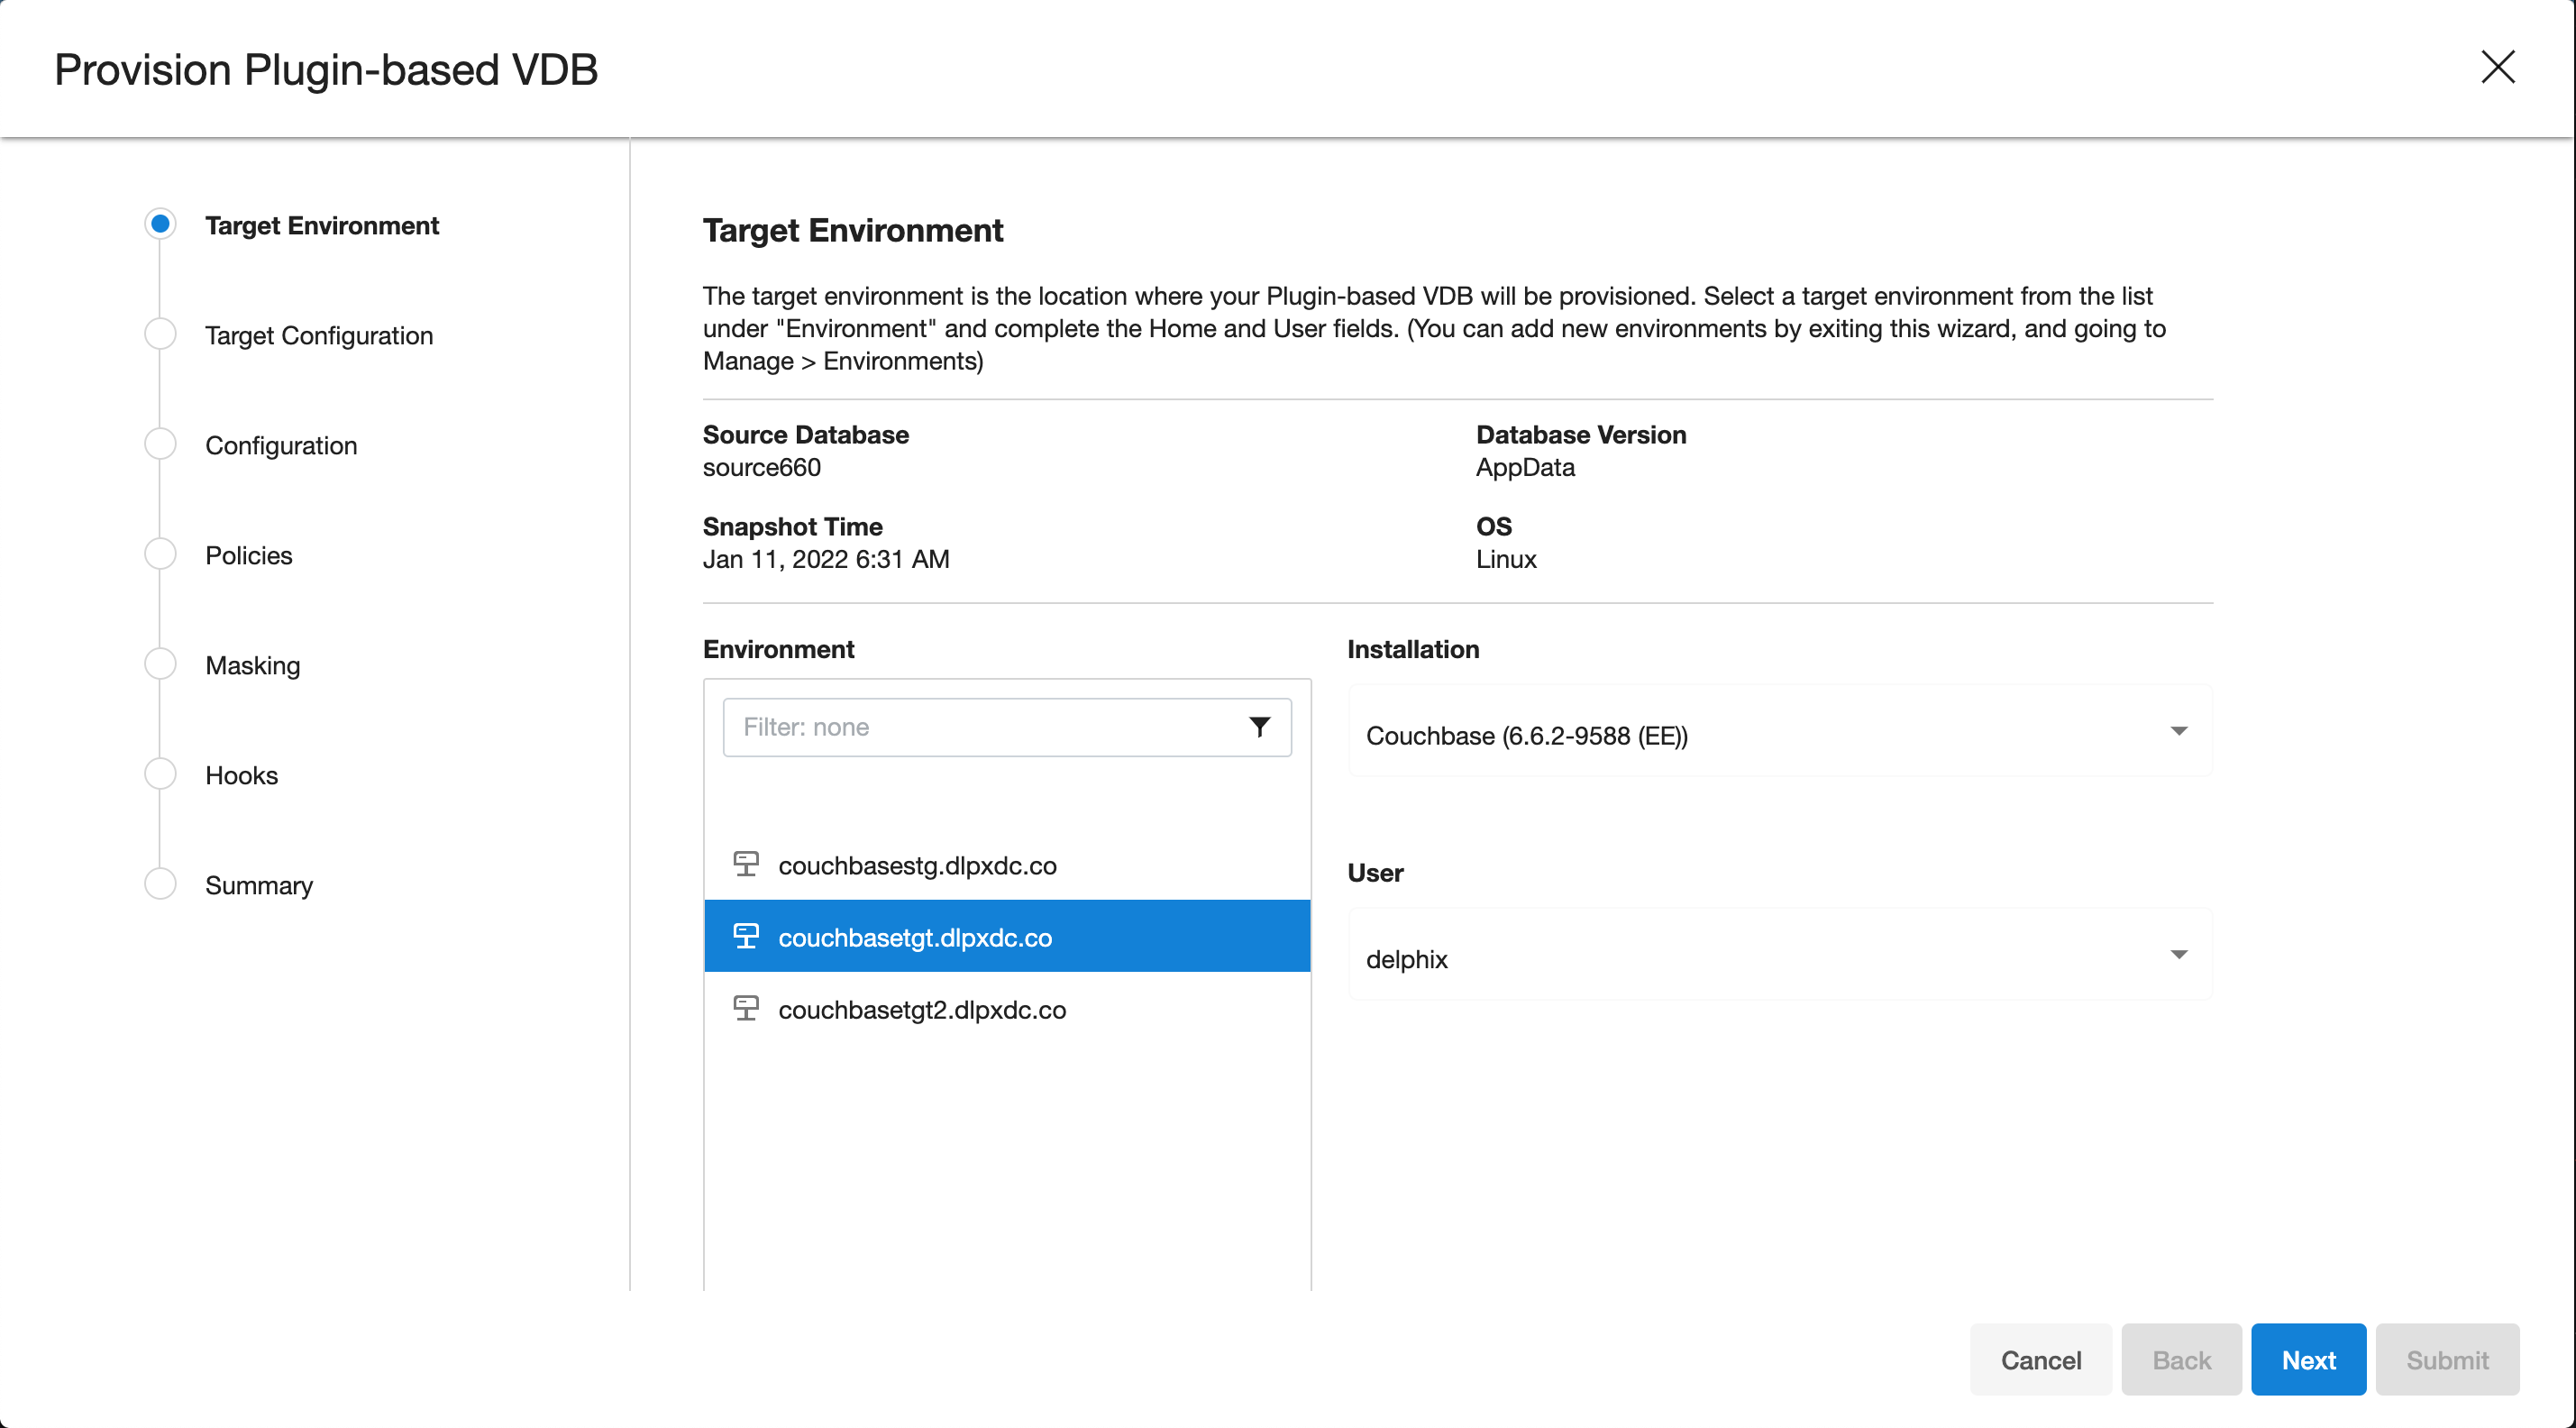 Provision Plugin-based VDB
Target Environment
Target Configuration
Configuration
Policies
Masking
Hooks
Summary
Target Environment
The target environment is the location where your Plugin-based VDB will be provisioned. Select a target environment from the list
under "Environment" and complete the Home and User fields. (You can add new environments by exiting this wizard, and going to
Manage > Environments)
Source Database
source660
Database Version
AppData
Snapshot Time
Jan 11, 2022 6:31 AM
OS
Linux
Environment
Filter: none
couchbasestg.dlpxdc.co
couchbasetgt.dlpxdc.co
couchbasetgt2.dlpxdc.co
Installation
Couchbase (6.6.2-9588 (EE))
User
delphix
Cancel
Back
Next
Submit